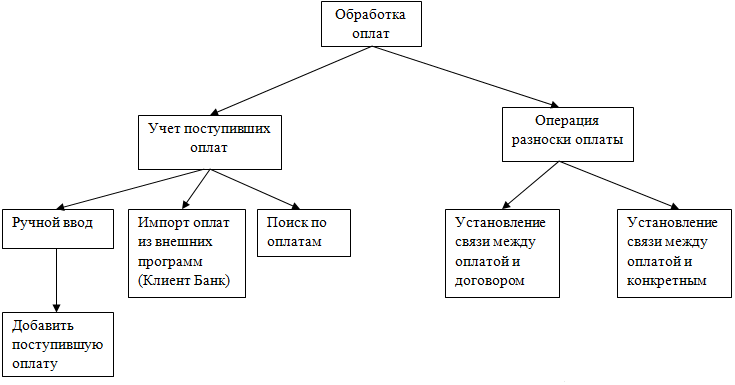 Обработка
оплат
Учет поступивших
оплат
Операция
разноски оплаты
Ручной ввод
Импорт оплат
из внешних
программ
(Клиент Банк)
Поиск по
оплатам
Установление
связи между
оплатой и
договором
Установление
связи между
оплатой и
конкретным
Добавить
поступившую
оплату